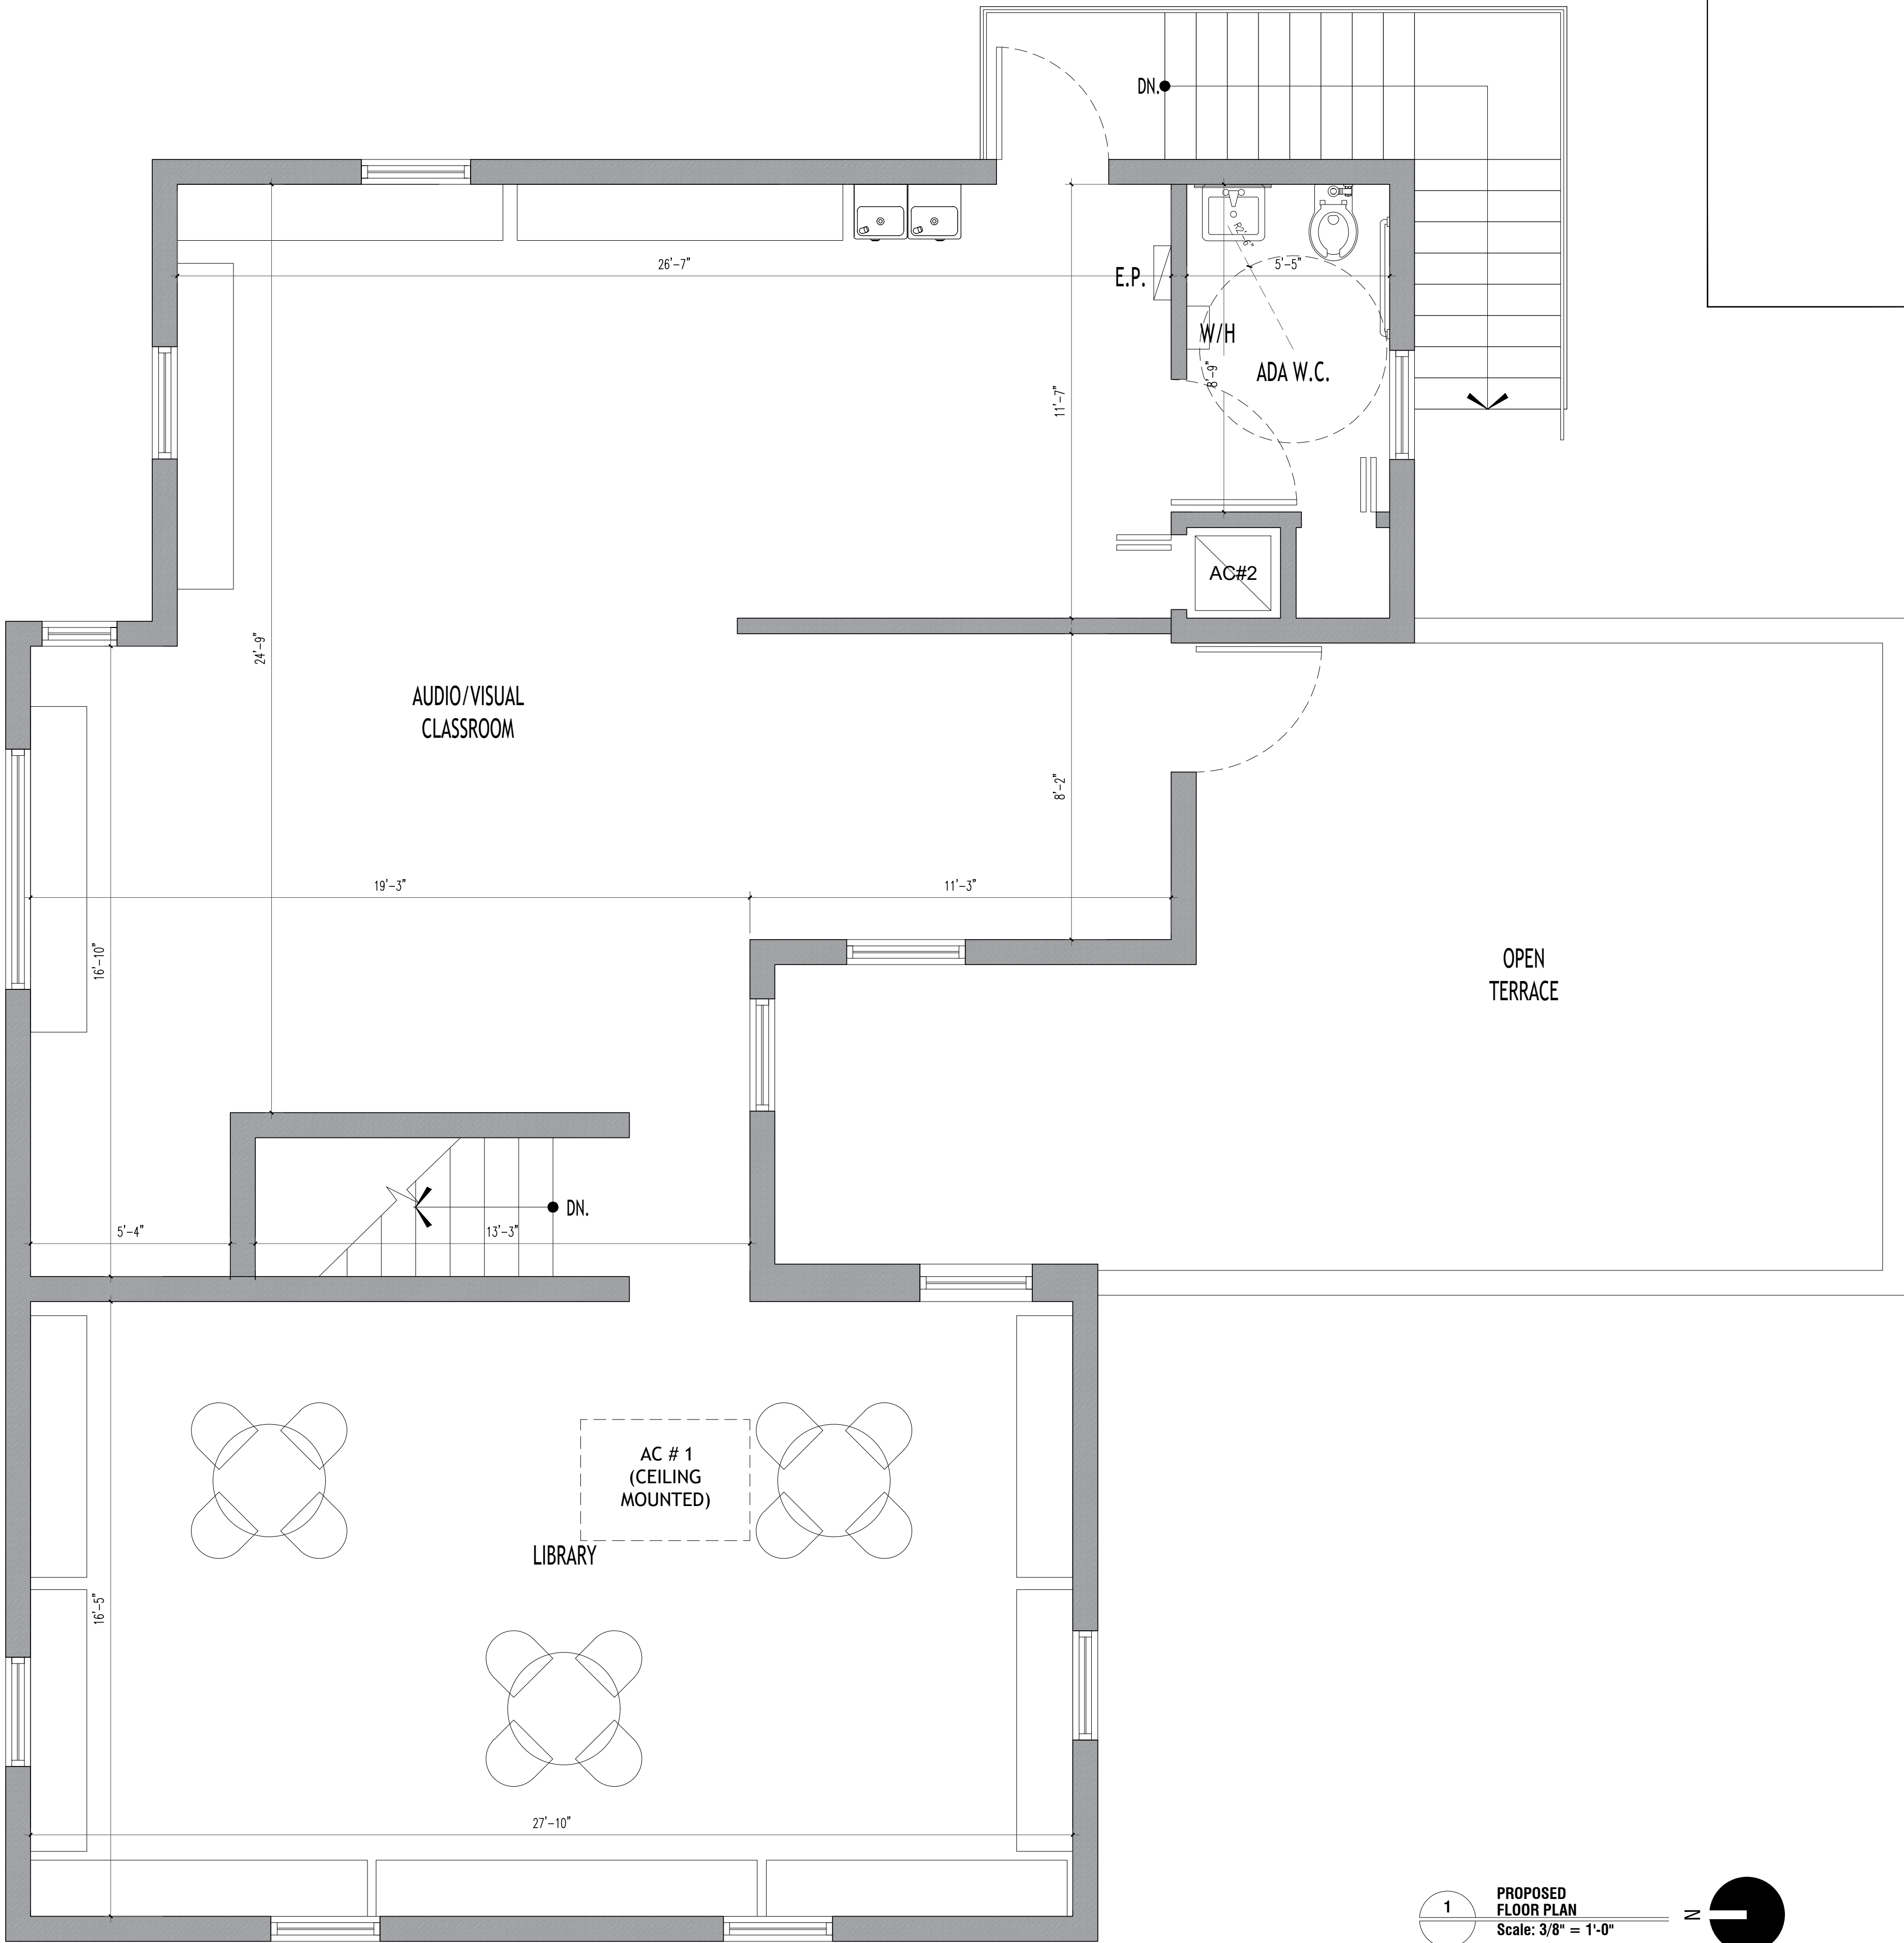 DN.
26'-7"
R2'-6"
5'-5"
E.P.
W/H
8'-9"
ADA W.C.
11'-7"
AC#2
24'-9"
AUDIO/VISUAL
CLASSROOM
8'-2"
19'-3"
11'-3"
16'-10"
OPEN
TERRACE
DN.
5'-4"
13'-3"
AC # 1
(CEILING
MOUNTED)
LIBRARY
16'-5"
27'-10"
1
PROPOSED
FLOOR PLAN
Scale: 3/8" = 1'-0"
N